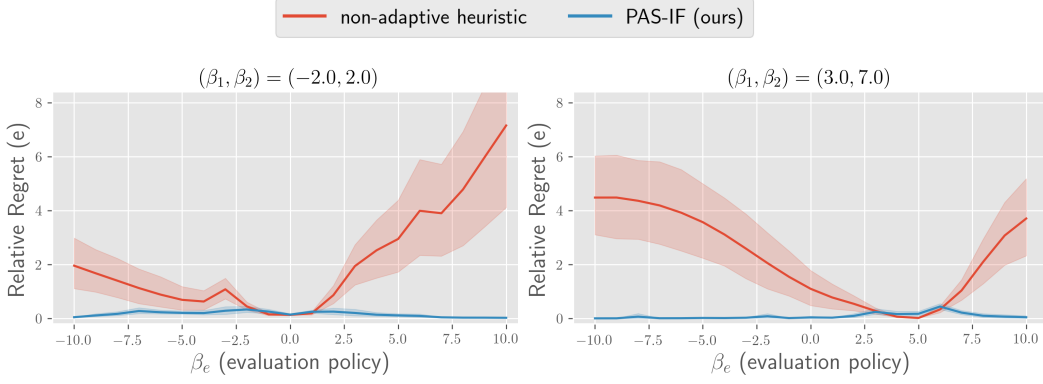 non-adaptive heuristic PAS-IF (ours)
(β₁, β₂) = (−2.0, 2.0)
Relative Regret (e)
8
6
4
2
0
−10.0 −7.5 −5.0 −2.5 0.0 2.5 5.0 7.5 10.0
βₑ (evaluation policy)
(β₁, β₂) = (3.0, 7.0)
Relative Regret (e)
8
6
4
2
0
−10.0 −7.5 −5.0 −2.5 0.0 2.5 5.0 7.5 10.0
βₑ (evaluation policy)